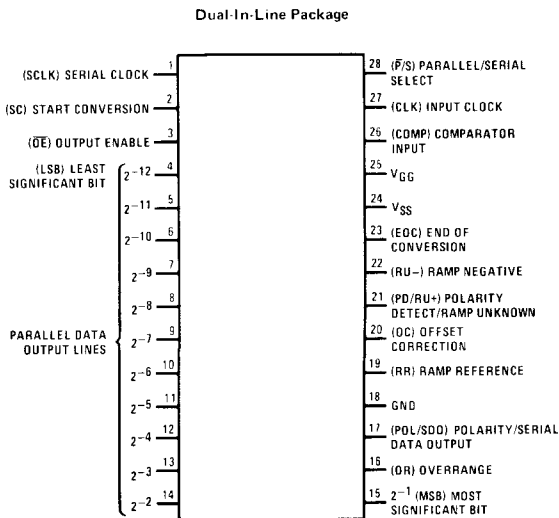 Dual-In-Line Package
(SCLK) SERIAL CLOCK 1
(SC) START CONVERSION 2
(O̅E̅) OUTPUT ENABLE 3
(LSB) LEAST
SIGNIFICANT BIT
2⁻¹² 4
2⁻¹¹ 5
2⁻¹⁰ 6
2⁻⁹ 7
2⁻⁸ 8
2⁻⁷ 9
2⁻⁶ 10
2⁻⁵ 11
2⁻⁴ 12
2⁻³ 13
2⁻² 14
PARALLEL DATA
OUTPUT LINES
28 (P̅/S) PARALLEL/SERIAL
SELECT
27 (CLK) INPUT CLOCK
26 (COMP) COMPARATOR
INPUT
25 VGG
24 VSS
23 (EOC) END OF
CONVERSION
22 (RU–) RAMP NEGATIVE
21 (PD/RU+) POLARITY
DETECT/RAMP UNKNOWN
20 (OC) OFFSET
CORRECTION
19 (RR) RAMP REFERENCE
18 GND
17 (POL/SDO) POLARITY/SERIAL
DATA OUTPUT
16 (OR) OVERRANGE
15 2⁻¹ (MSB) MOST
SIGNIFICANT BIT